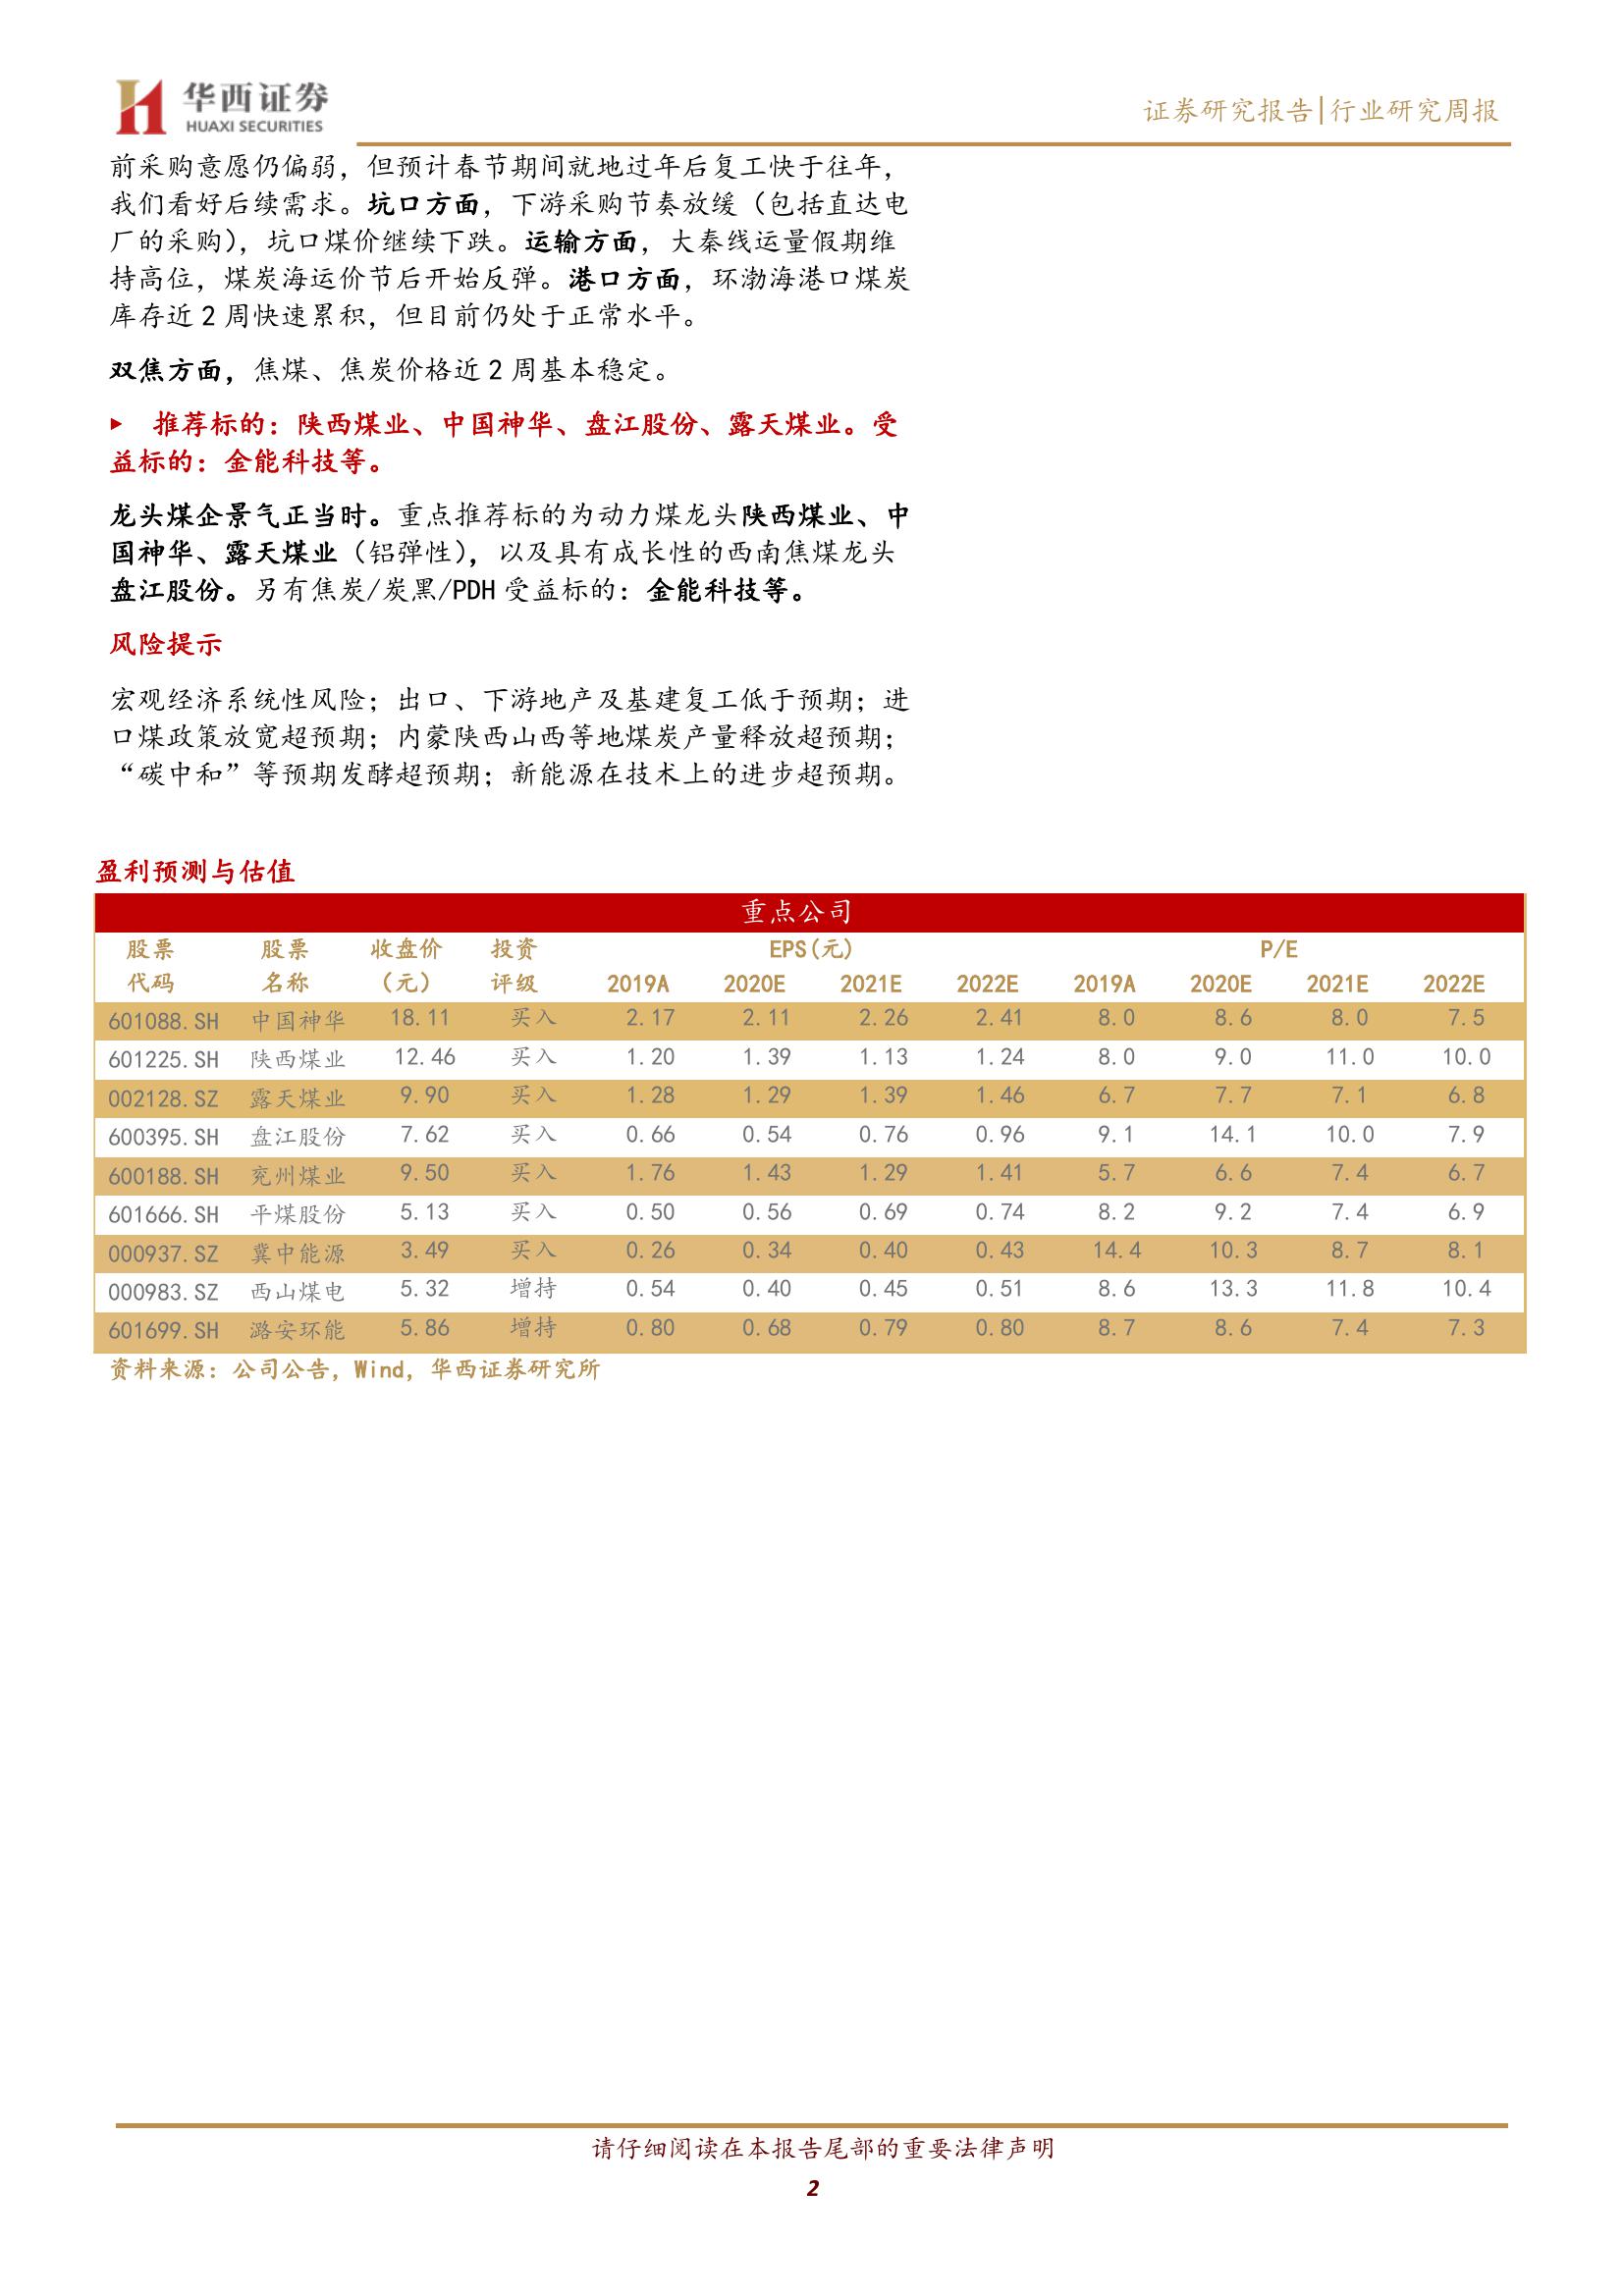 华西证券
HUAXI SECURITIES
证券研究报告|行业研究周报
前采购意愿仍偏弱，但预计春节期间就地过年后复工快于往年，
我们看好后续需求。坑口方面，下游采购节奏放缓（包括直达电
厂的采购），坑口煤价继续下跌。运输方面，大秦线运量假期维
持高位，煤炭海运价节后开始反弹。港口方面，环渤海港口煤炭
库存近 2 周快速累积，但目前仍处于正常水平。
双焦方面，焦煤、焦炭价格近 2 周基本稳定。
▶ 推荐标的：陕西煤业、中国神华、盘江股份、露天煤业。受
益标的：金能科技等。
龙头煤企景气正当时。重点推荐标的为动力煤龙头陕西煤业、中
国神华、露天煤业（铝弹性），以及具有成长性的西南焦煤龙头
盘江股份。另有焦炭/炭黑/PDH 受益标的：金能科技等。
风险提示
宏观经济系统性风险；出口、下游地产及基建复工低于预期；进
口煤政策放宽超预期；内蒙陕西山西等地煤炭产量释放超预期；
“碳中和”等预期发酵超预期；新能源在技术上的进步超预期。
盈利预测与估值
重点公司
股票 股票 收盘价 投资 EPS(元) P/E
代码 名称 （元） 评级 2019A 2020E 2021E 2022E 2019A 2020E 2021E 2022E
601088.SH 中国神华 18.11 买入 2.17 2.11 2.26 2.41 8.0 8.6 8.0 7.5
601225.SH 陕西煤业 12.46 买入 1.20 1.39 1.13 1.24 8.0 9.0 11.0 10.0
002128.SZ 露天煤业 9.90 买入 1.28 1.29 1.39 1.46 6.7 7.7 7.1 6.8
600395.SH 盘江股份 7.62 买入 0.66 0.54 0.76 0.96 9.1 14.1 10.0 7.9
600188.SH 兖州煤业 9.50 买入 1.76 1.43 1.29 1.41 5.7 6.6 7.4 6.7
601666.SH 平煤股份 5.13 买入 0.50 0.56 0.69 0.74 8.2 9.2 7.4 6.9
000937.SZ 冀中能源 3.49 买入 0.26 0.34 0.40 0.43 14.4 10.3 8.7 8.1
000983.SZ 西山煤电 5.32 增持 0.54 0.40 0.45 0.51 8.6 13.3 11.8 10.4
601699.SH 潞安环能 5.86 增持 0.80 0.68 0.79 0.80 8.7 8.6 7.4 7.3
资料来源：公司公告，Wind，华西证券研究所
请仔细阅读在本报告尾部的重要法律声明
2